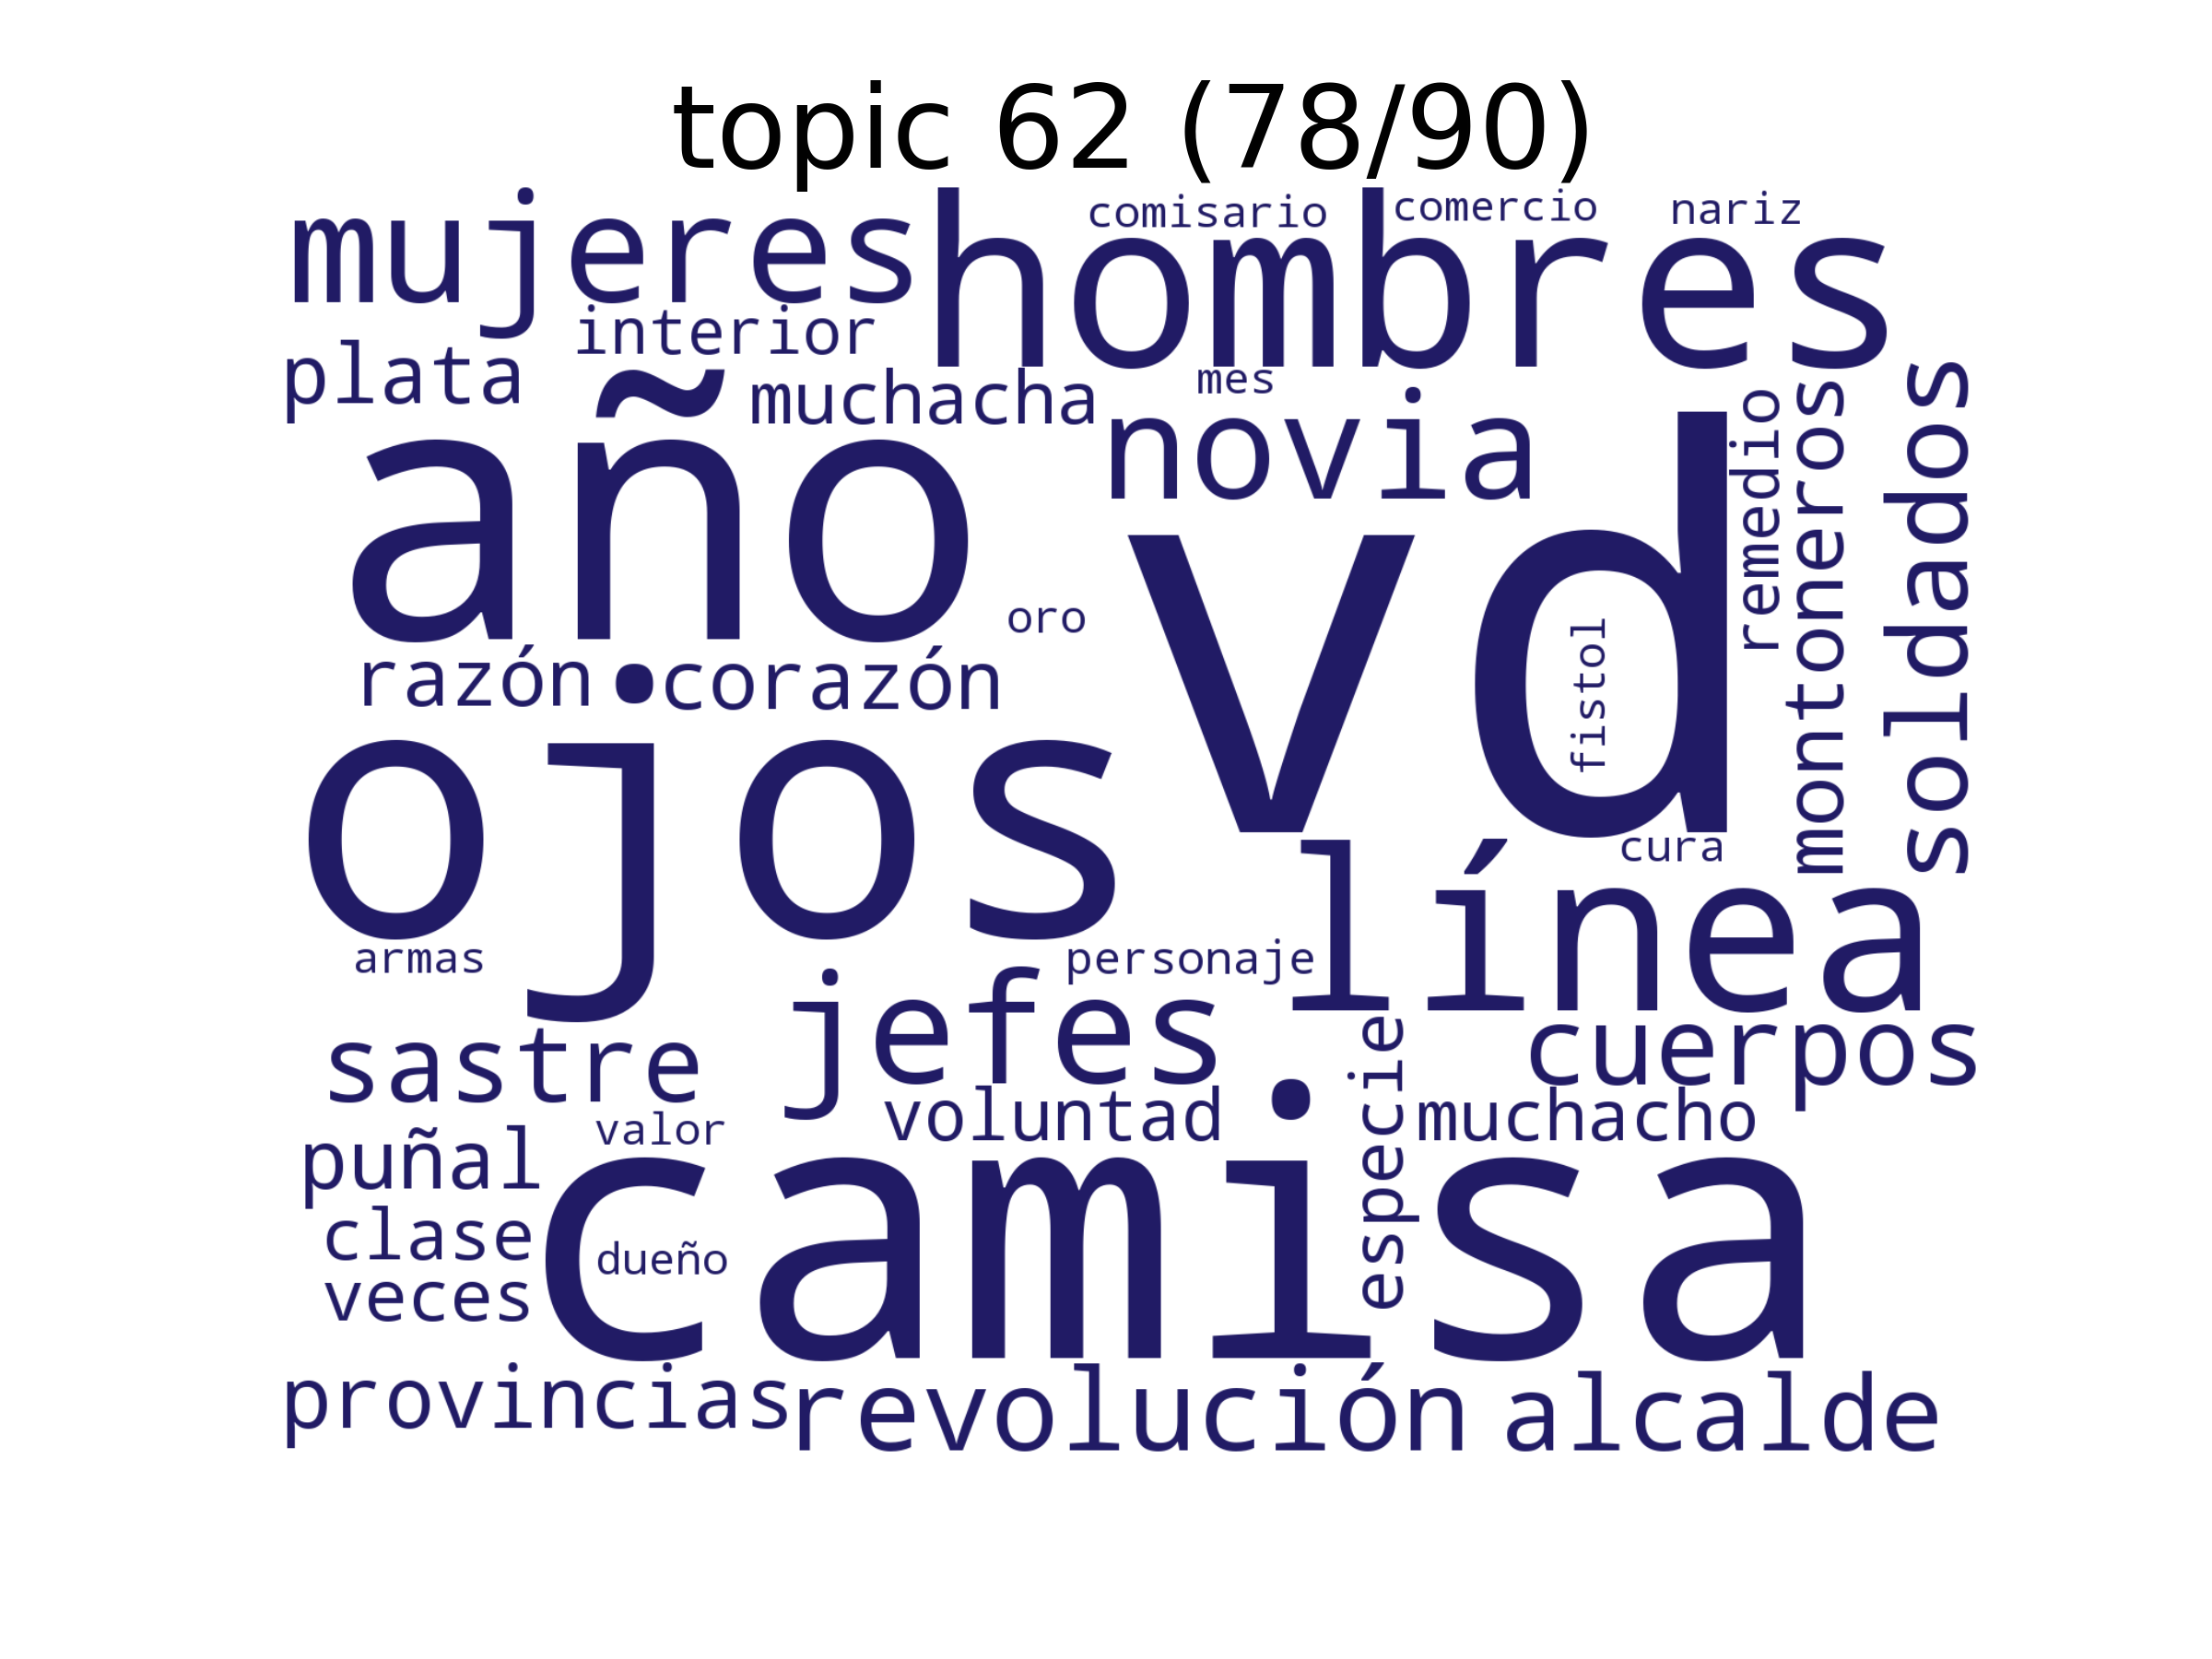 topic 62 (78/90)
mujeres
hombres
comisario
comercio
nariz
interior
plata
muchacha
mes
novia
año
vd
remedio
montoneros
soldados
oro
fistol
razón
corazón
ojos
cura
línea
armas
personaje
jefes
sastre
cuerpos
voluntad
especie
muchacho
valor
puñal
camisa
clase
dueño
veces
provincias
revolución
alcalde